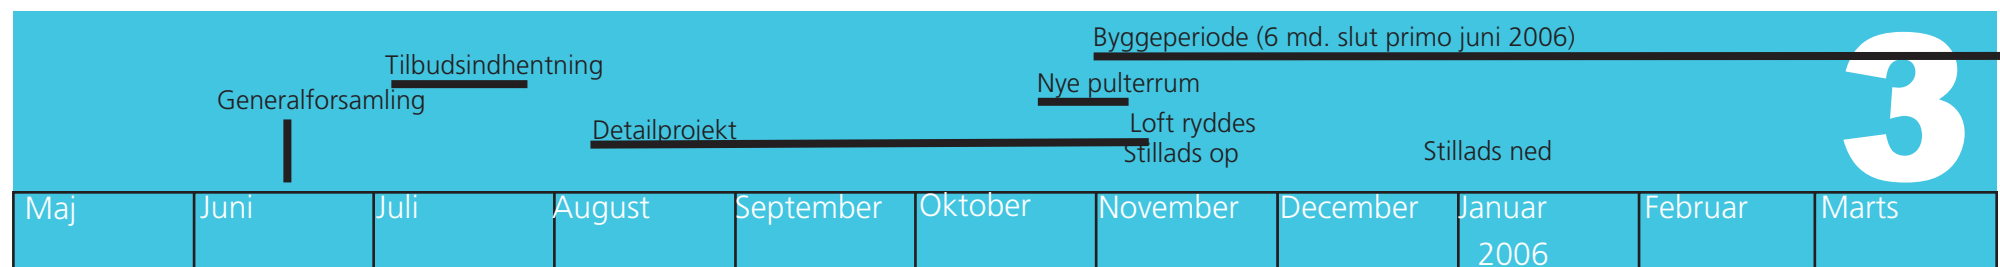 Byggeperiode (6 md. slut primo juni 2006)
3
Tilbudsindhentning
Nye pulterrum
Generalforsamling
Loft ryddes
Detailprojekt
Stillads op
Stillads ned
Maj Juni Juli August September Oktober November December Januar Februar Marts
2006